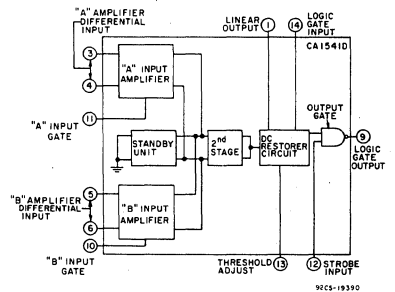 "A" AMPLIFIER
DIFFERENTIAL
INPUT
LINEAR
OUTPUT
LOGIC
GATE
INPUT
1
14
CA1541D
3
4
"A" INPUT
AMPLIFIER
11
"A" INPUT
GATE
STANDBY
UNIT
2nd
STAGE
DC
RESTORER
CIRCUIT
OUTPUT
GATE
9
LOGIC
GATE
OUTPUT
"B" AMPLIFIER
DIFFERENTIAL
INPUT
5
6
"B" INPUT
AMPLIFIER
10
"B" INPUT
GATE
THRESHOLD
ADJUST
13
12
STROBE
INPUT
92CS-19390